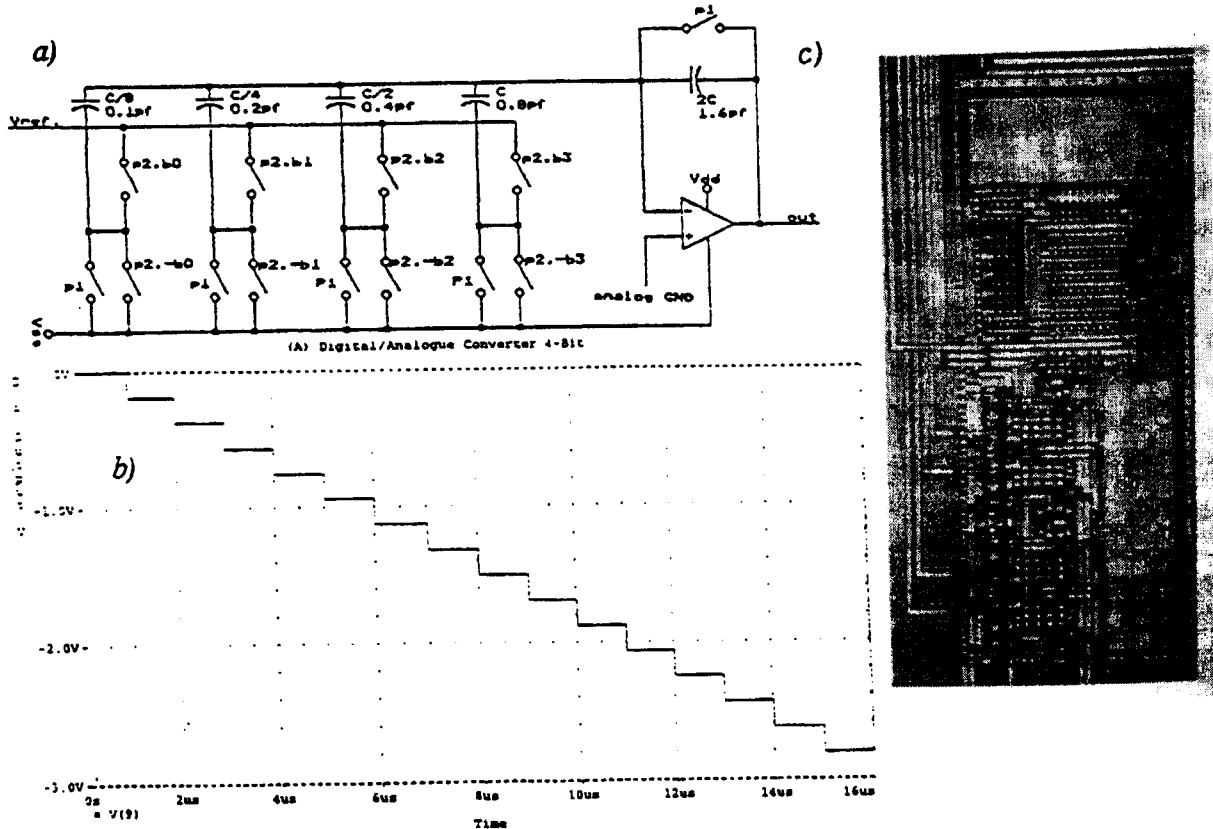 a)
p1
c)
C/8
0.1pf
C/4
0.2pf
C/2
0.4pf
C
0.8pf
2C
1.6pf
Vref.
p2.b0
p2.b1
p2.b2
p2.b3
Vdd
out
p1
p2.-b0
p1
p2.-b1
p1
p2.-b2
p1
p2.-b3
analog GND
(A) Digital/Analogue Converter 4-Bit
b)
-1.0V
-2.0V
-3.0V
0s
2us
4us
6us
8us
10us
12us
14us
16us
V(9)
Time